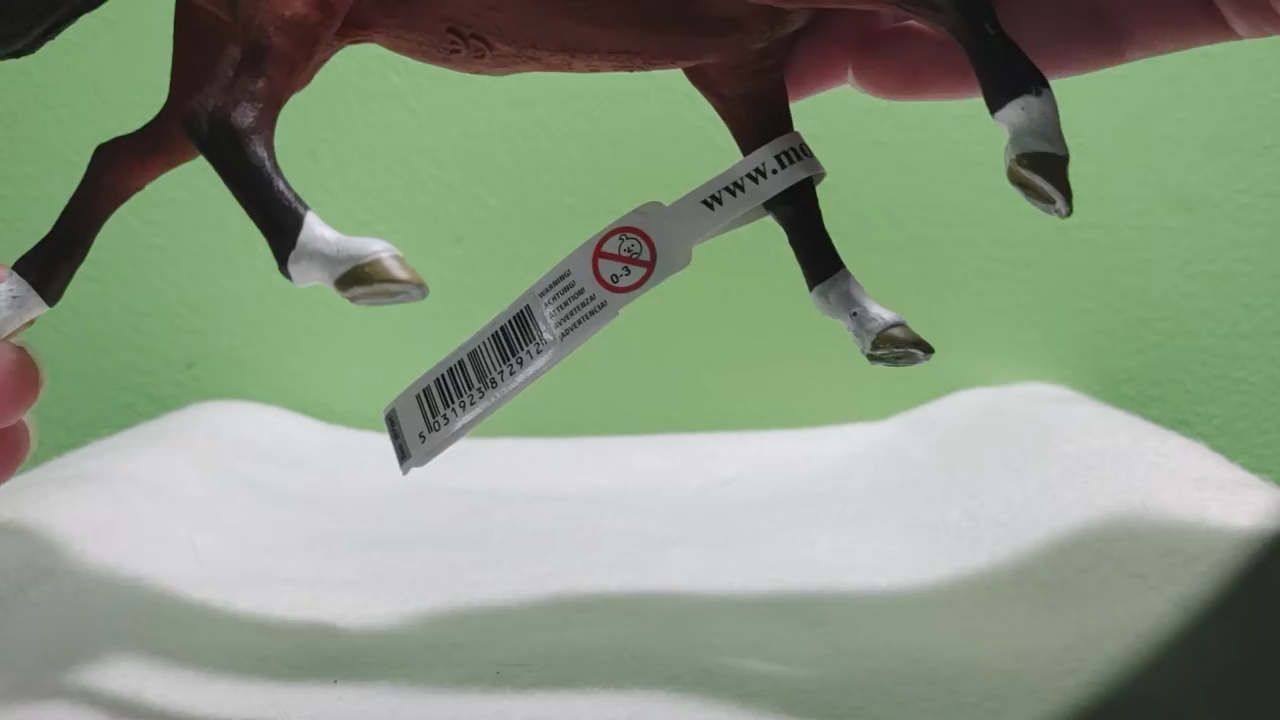 www.mo
0-3
WARNING!
ACHTUNG!
ATTENTION!
AVVERTENZA!
¡ADVERTENCIA!
5 031923 872912